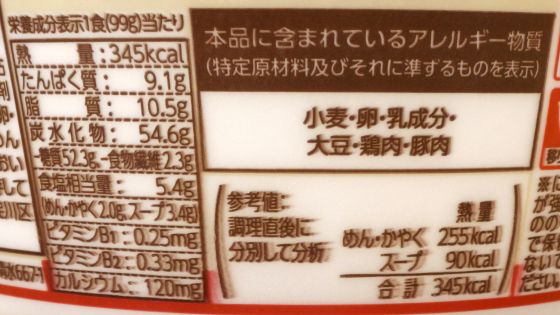 栄養成分表示1食(99g)当たり
熱量:345kcal
たんぱく質:9.1g
脂質:10.5g
炭水化物:54.6g
-糖質52.3g -食物繊維2.3g
食塩相当量:5.4g
(めん・かやく2.0g、スープ3.4g)
ビタミンB1:0.25mg
ビタミンB2:0.33mg
カルシウム:120mg
本品に含まれているアレルギー物質
(特定原材料及びそれに準ずるものを表示)
小麦・卵・乳成分・
大豆・鶏肉・豚肉
参考値:
調理直後に
分別して分析
熱量
めん・かやく 255kcal
スープ 90kcal
合計 345kcal